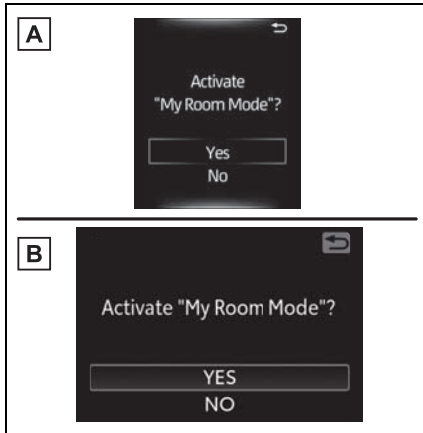 A
Activate
"My Room Mode"?
Yes
No
B
Activate "My Room Mode"?
YES
NO